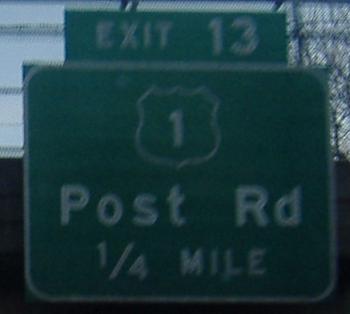 EXIT 13
1
Post Rd
1/4 MILE